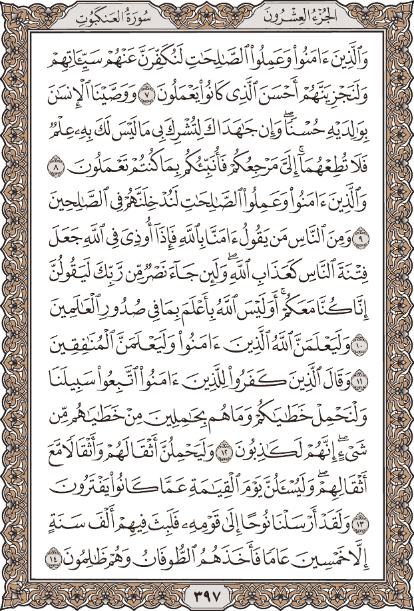 الجزء العشرون
سورة العنكبوت
وَالَّذِينَ ءَامَنُوا۟ وَعَمِلُوا۟ الصَّٰلِحَٰتِ لَنُكَفِّرَنَّ عَنْهُمْ سَيِّـَٔاتِهِمْ
وَلَنَجْزِيَنَّهُمْ أَحْسَنَ الَّذِى كَانُوا۟ يَعْمَلُونَ ٧ وَوَصَّيْنَا الْإِنسَٰنَ
بِوَٰلِدَيْهِ حُسْنًا ۖ وَإِن جَٰهَدَاكَ لِتُشْرِكَ بِى مَا لَيْسَ لَكَ بِهِۦ عِلْمٌ
فَلَا تُطِعْهُمَا ۚ إِلَىَّ مَرْجِعُكُمْ فَأُنَبِّئُكُم بِمَا كُنتُمْ تَعْمَلُونَ ٨
وَالَّذِينَ ءَامَنُوا۟ وَعَمِلُوا۟ الصَّٰلِحَٰتِ لَنُدْخِلَنَّهُمْ فِى الصَّٰلِحِينَ
٩ وَمِنَ النَّاسِ مَن يَقُولُ ءَامَنَّا بِاللَّهِ فَإِذَآ أُوذِىَ فِى اللَّهِ جَعَلَ
فِتْنَةَ النَّاسِ كَعَذَابِ اللَّهِ ۖ وَلَئِن جَآءَ نَصْرٌ مِّن رَّبِّكَ لَيَقُولُنَّ
إِنَّا كُنَّا مَعَكُمْ ۚ أَوَلَيْسَ اللَّهُ بِأَعْلَمَ بِمَا فِى صُدُورِ الْعَٰلَمِينَ
١٠ وَلَيَعْلَمَنَّ اللَّهُ الَّذِينَ ءَامَنُوا۟ وَلَيَعْلَمَنَّ الْمُنَٰفِقِينَ
١١ وَقَالَ الَّذِينَ كَفَرُوا۟ لِلَّذِينَ ءَامَنُوا۟ اتَّبِعُوا۟ سَبِيلَنَا
وَلْنَحْمِلْ خَطَٰيَٰكُمْ وَمَا هُم بِحَٰمِلِينَ مِنْ خَطَٰيَٰهُم مِّن
شَىْءٍ ۖ إِنَّهُمْ لَكَٰذِبُونَ ١٢ وَلَيَحْمِلُنَّ أَثْقَالَهُمْ وَأَثْقَالًا مَّعَ
أَثْقَالِهِمْ ۖ وَلَيُسْـَٔلُنَّ يَوْمَ الْقِيَٰمَةِ عَمَّا كَانُوا۟ يَفْتَرُونَ
١٣ وَلَقَدْ أَرْسَلْنَا نُوحًا إِلَىٰ قَوْمِهِۦ فَلَبِثَ فِيهِمْ أَلْفَ سَنَةٍ
إِلَّا خَمْسِينَ عَامًا فَأَخَذَهُمُ الطُّوفَانُ وَهُمْ ظَٰلِمُونَ ١٤
٣٩٧